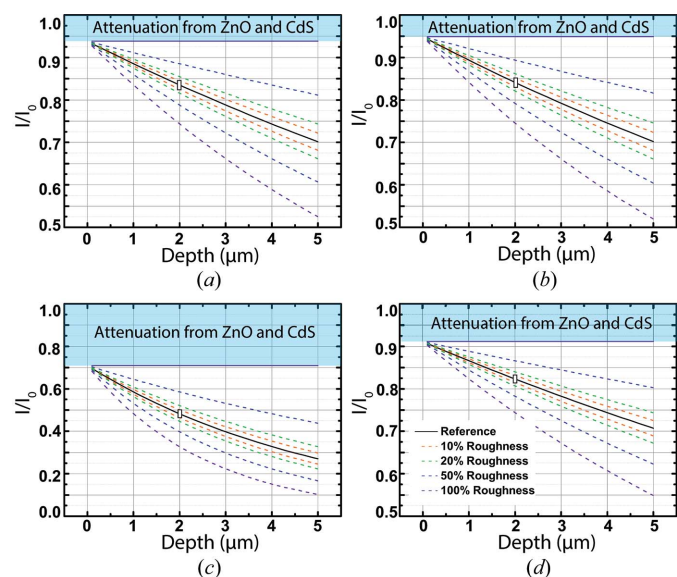 Attenuation from ZnO and CdS
1.0
0.9
0.8
0.7
0.6
0.5
I/I0
0 1 2 3 4 5
Depth (µm)
(a)
Attenuation from ZnO and CdS
1.0
0.9
0.8
0.7
0.6
0.5
I/I0
0 1 2 3 4 5
Depth (µm)
(b)
Attenuation from ZnO and CdS
1.0
0.8
0.6
0.4
0.2
0.0
I/I0
0 1 2 3 4 5
Depth (µm)
(c)
Attenuation from ZnO and CdS
1.0
0.9
0.8
0.7
0.6
0.5
I/I0
Reference
10% Roughness
20% Roughness
50% Roughness
100% Roughness
0 1 2 3 4 5
Depth (µm)
(d)